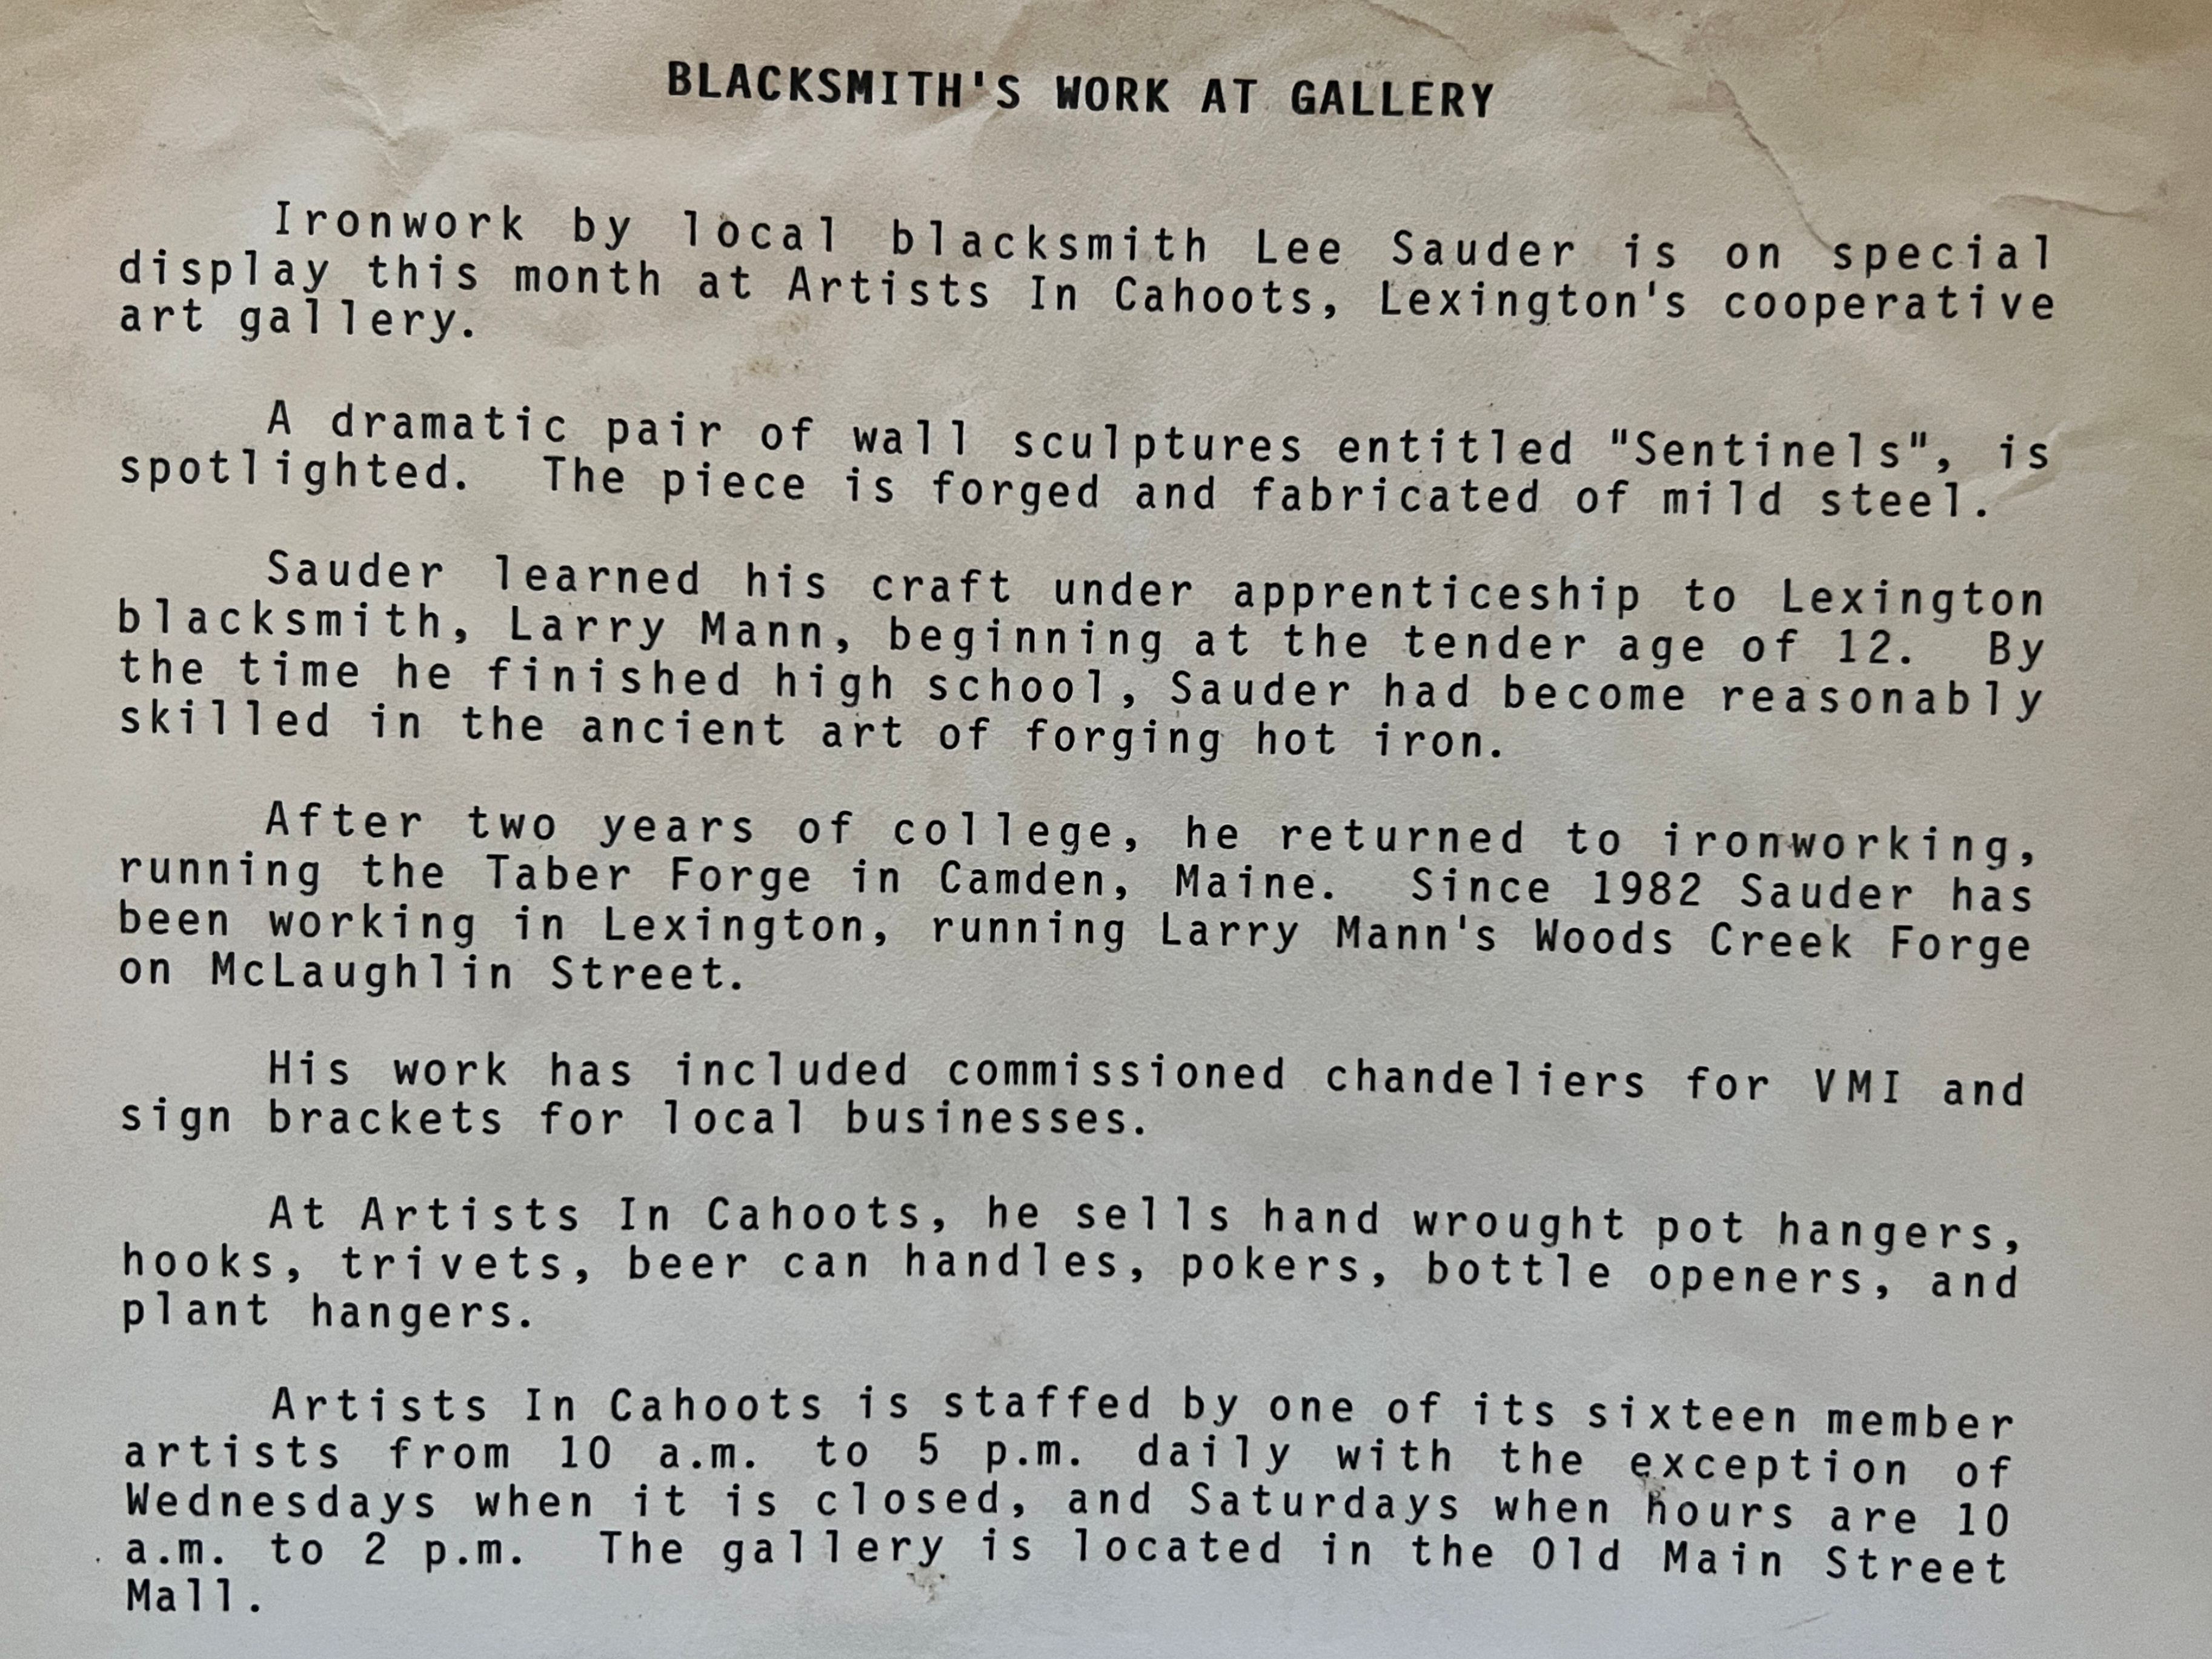 BLACKSMITH'S WORK AT GALLERY
Ironwork by local blacksmith Lee Sauder is on special
display this month at Artists In Cahoots, Lexington's cooperative
art gallery.
A dramatic pair of wall sculptures entitled "Sentinels", is
spotlighted. The piece is forged and fabricated of mild steel.
Sauder learned his craft under apprenticeship to Lexington
blacksmith, Larry Mann, beginning at the tender age of 12. By
the time he finished high school, Sauder had become reasonably
skilled in the ancient art of forging hot iron.
After two years of college, he returned to ironworking,
running the Taber Forge in Camden, Maine. Since 1982 Sauder has
been working in Lexington, running Larry Mann's Woods Creek Forge
on McLaughlin Street.
His work has included commissioned chandeliers for VMI and
sign brackets for local businesses.
At Artists In Cahoots, he sells hand wrought pot hangers,
hooks, trivets, beer can handles, pokers, bottle openers, and
plant hangers.
Artists In Cahoots is staffed by one of its sixteen member
artists from 10 a.m. to 5 p.m. daily with the exception of
Wednesdays when it is closed, and Saturdays when hours are 10
a.m. to 2 p.m. The gallery is located in the Old Main Street
Mall.